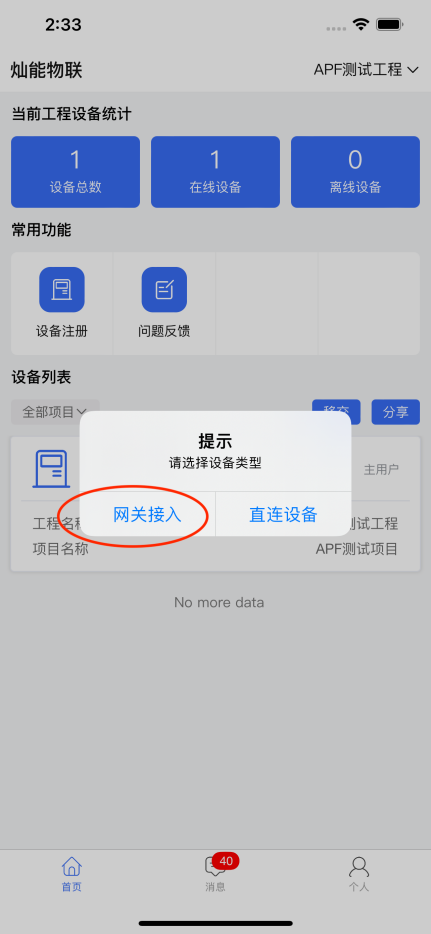 2:33
灿能物联
APF测试工程
当前工程设备统计
1
1
0
设备总数
在线设备
离线设备
常用功能
设备注册
问题反馈
设备列表
全部项目
移交
分享
提示
请选择设备类型
主用户
网关接入
直连设备
工程名称
测试工程
项目名称
APF测试项目
No more data
40
首页
消息
个人